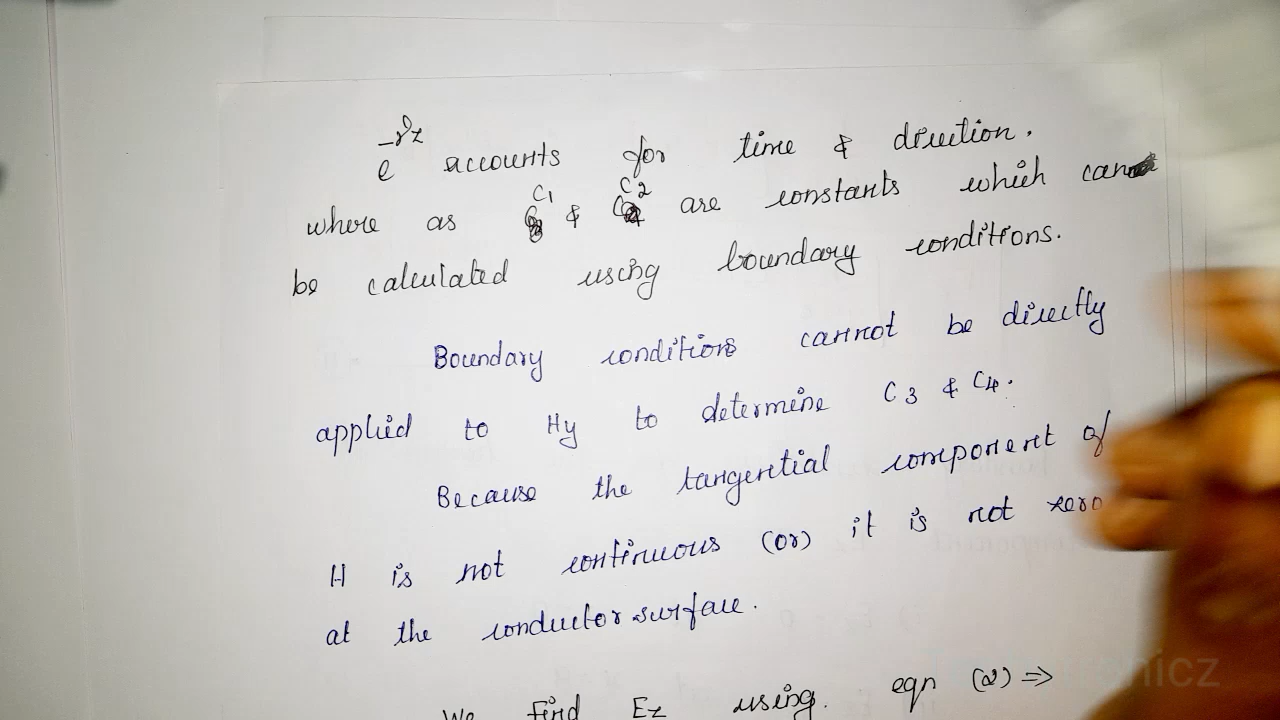 e^-γz accounts for time & direction.
where as C1 & C2 are constants which can
be calculated using boundary conditions.
Boundary conditions cannot be directly
applied to Hy to determine C3 & C4.
Because the tangential component of
H is not continuous (or) it is not zero
at the conductor surface.
We find Ez using. eqn (2) ⇒